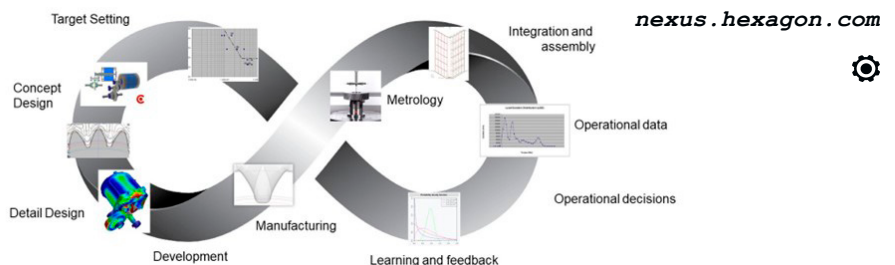 Target Setting
nexus.hexagon.com
Integration and
assembly
Concept
Design
Metrology
Operational data
Operational decisions
Detail Design
Manufacturing
Development
Learning and feedback